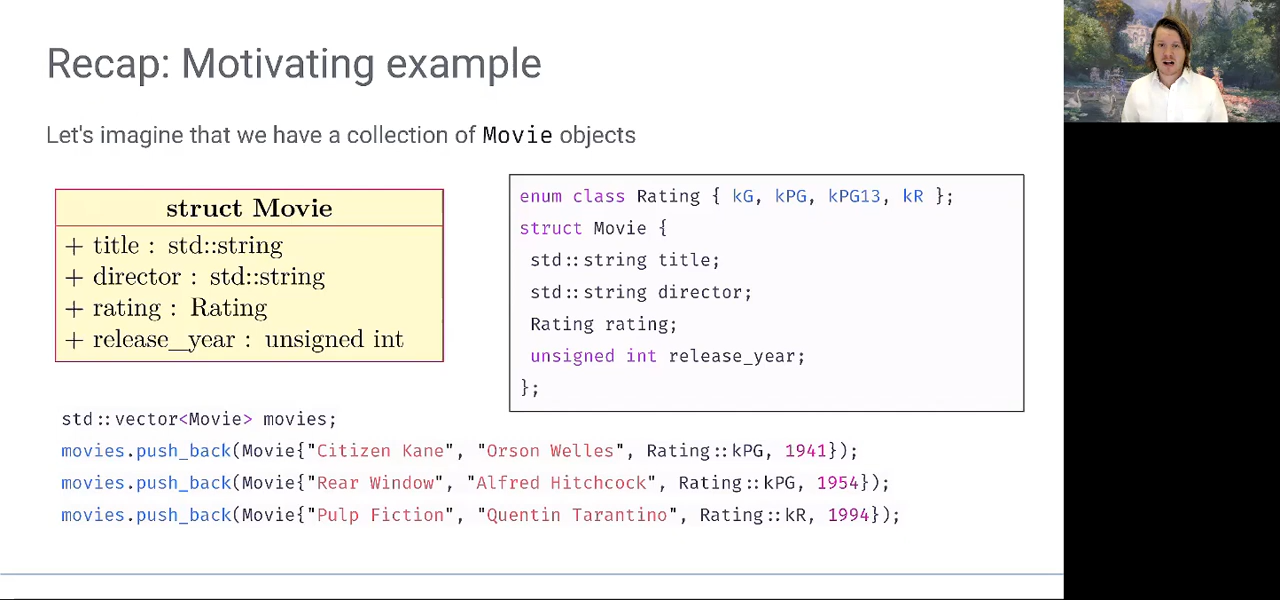 Recap: Motivating example
Let's imagine that we have a collection of Movie objects
struct Movie
+ title : std::string
+ director : std::string
+ rating : Rating
+ release_year : unsigned int
enum class Rating { kG, kPG, kPG13, kR };
struct Movie {
std::string title;
std::string director;
Rating rating;
unsigned int release_year;
};
std::vector<Movie> movies;
movies.push_back(Movie{"Citizen Kane", "Orson Welles", Rating::kPG, 1941});
movies.push_back(Movie{"Rear Window", "Alfred Hitchcock", Rating::kPG, 1954});
movies.push_back(Movie{"Pulp Fiction", "Quentin Tarantino", Rating::kR, 1994});